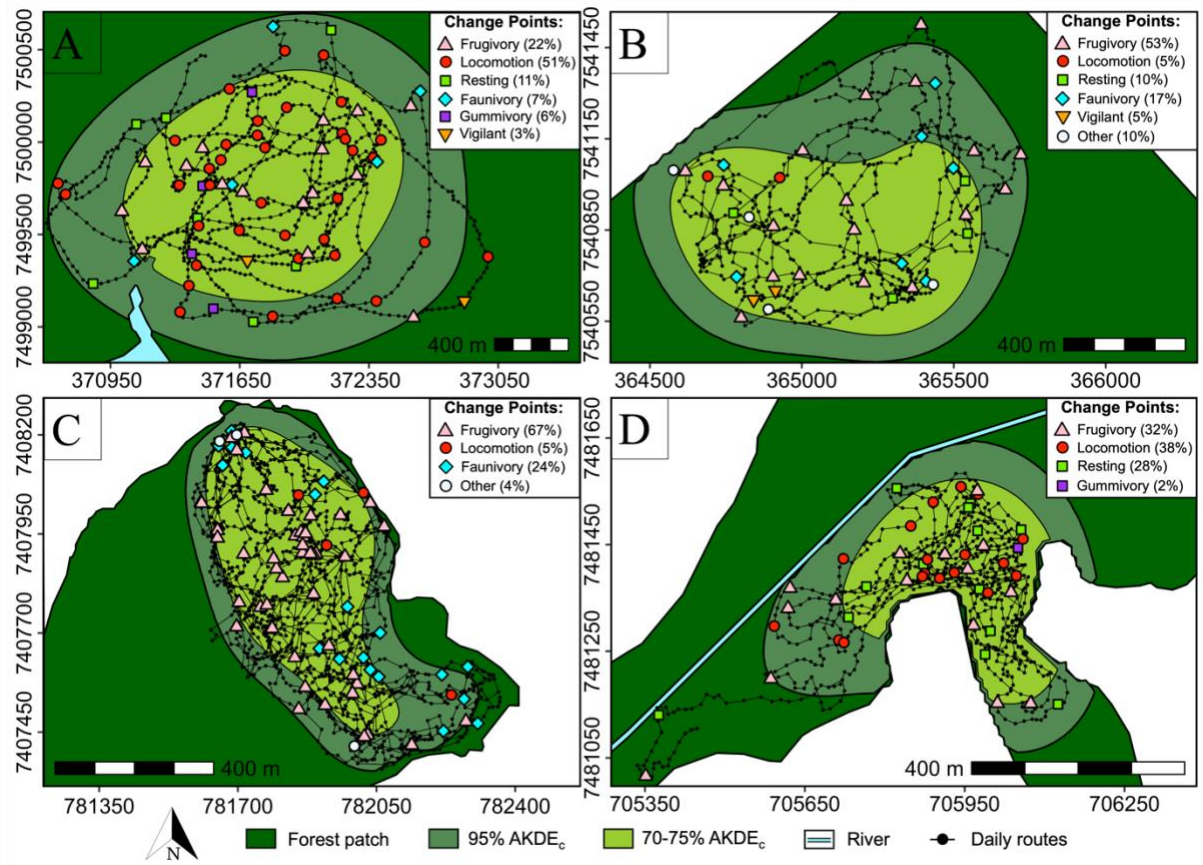 A
Change Points:
Frugivory (22%)
Locomotion (51%)
Resting (11%)
Faunivory (7%)
Gummivory (6%)
Vigilant (3%)
7500500
7500000
7499500
7499000
400 m
370950
371650
372350
373050
B
Change Points:
Frugivory (53%)
Locomotion (5%)
Resting (10%)
Faunivory (17%)
Vigilant (5%)
Other (10%)
7541450
7541150
7540850
7540550
400 m
364500
365000
365500
366000
C
Change Points:
Frugivory (67%)
Locomotion (5%)
Faunivory (24%)
Other (4%)
7408200
7407950
7407700
7407450
400 m
781350
781700
782050
782400
D
Change Points:
Frugivory (32%)
Locomotion (38%)
Resting (28%)
Gummivory (2%)
7481650
7481450
7481250
7481050
400 m
705350
705650
705950
706250
N
Forest patch
95% AKDEc
70-75% AKDEc
River
Daily routes